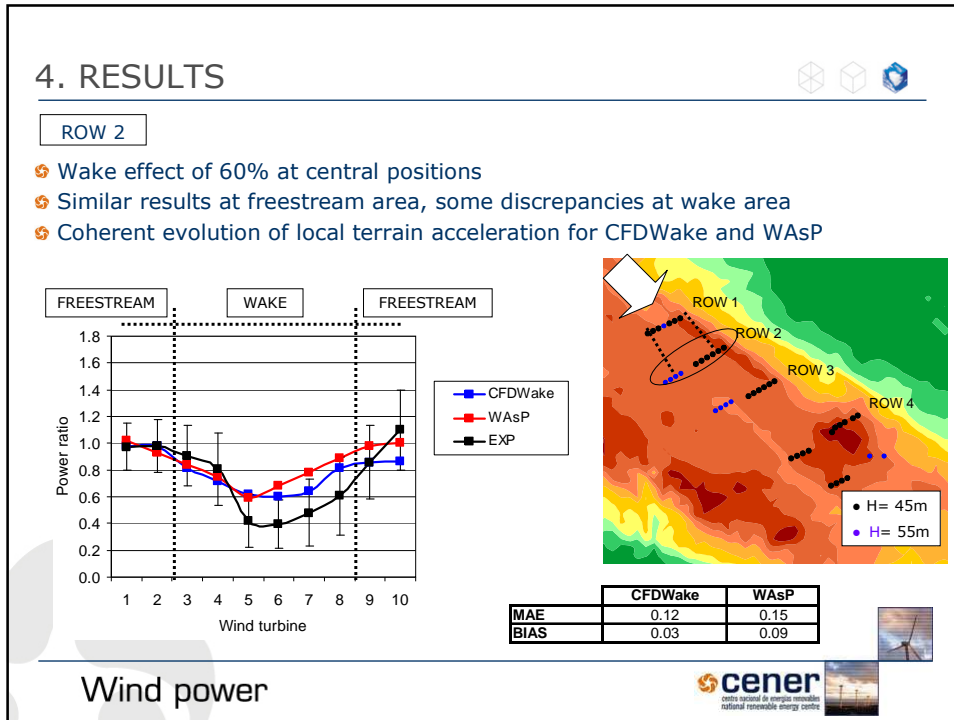 4. RESULTS
ROW 2
Wake effect of 60% at central positions
Similar results at freestream area, some discrepancies at wake area
Coherent evolution of local terrain acceleration for CFDWake and WAsP
FREESTREAM
WAKE
FREESTREAM
1.8
1.6
1.4
1.2
1.0
0.8
0.6
0.4
0.2
0.0
Power ratio
1 2 3 4 5 6 7 8 9 10
Wind turbine
CFDWake
WAsP
EXP
ROW 1
ROW 2
ROW 3
ROW 4
H= 45m
H= 55m
CFDWake WAsP
MAE 0.12 0.15
BIAS 0.03 0.09
Wind power
cener
centro nacional de energías renovables
national renewable energy centre